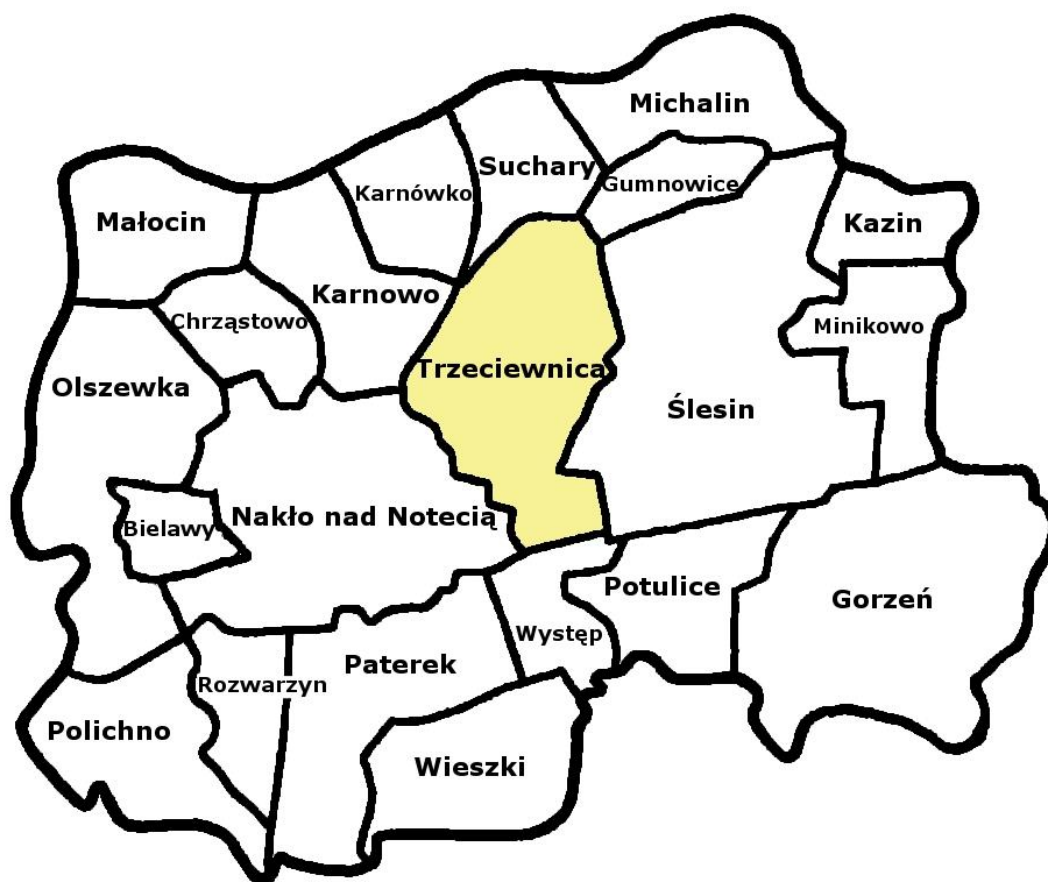 Michalin
Suchary
Gumnowice
Karnówko
Małocin
Kazin
Karnowo
Chrząstowo
Minikowo
Trzeciewnica
Olszewka
Ślesin
Nakło nad Notecią
Bielawy
Potulice
Gorzeń
Występ
Paterek
Rozwarzyn
Polichno
Wieszki